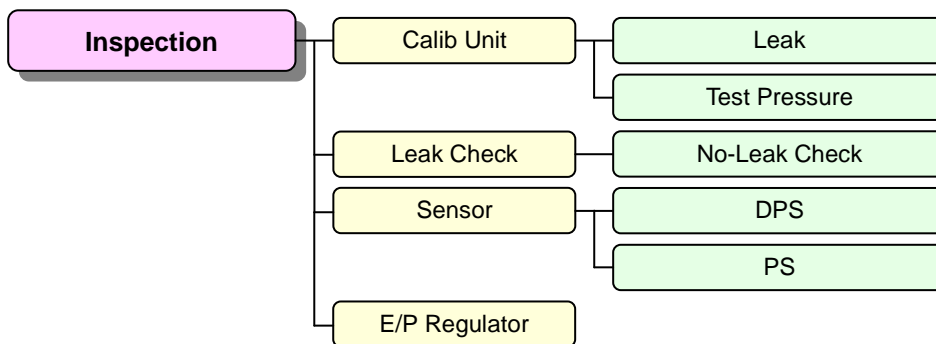 Inspection
Calib Unit
Leak
Test Pressure
Leak Check
No-Leak Check
Sensor
DPS
PS
E/P Regulator